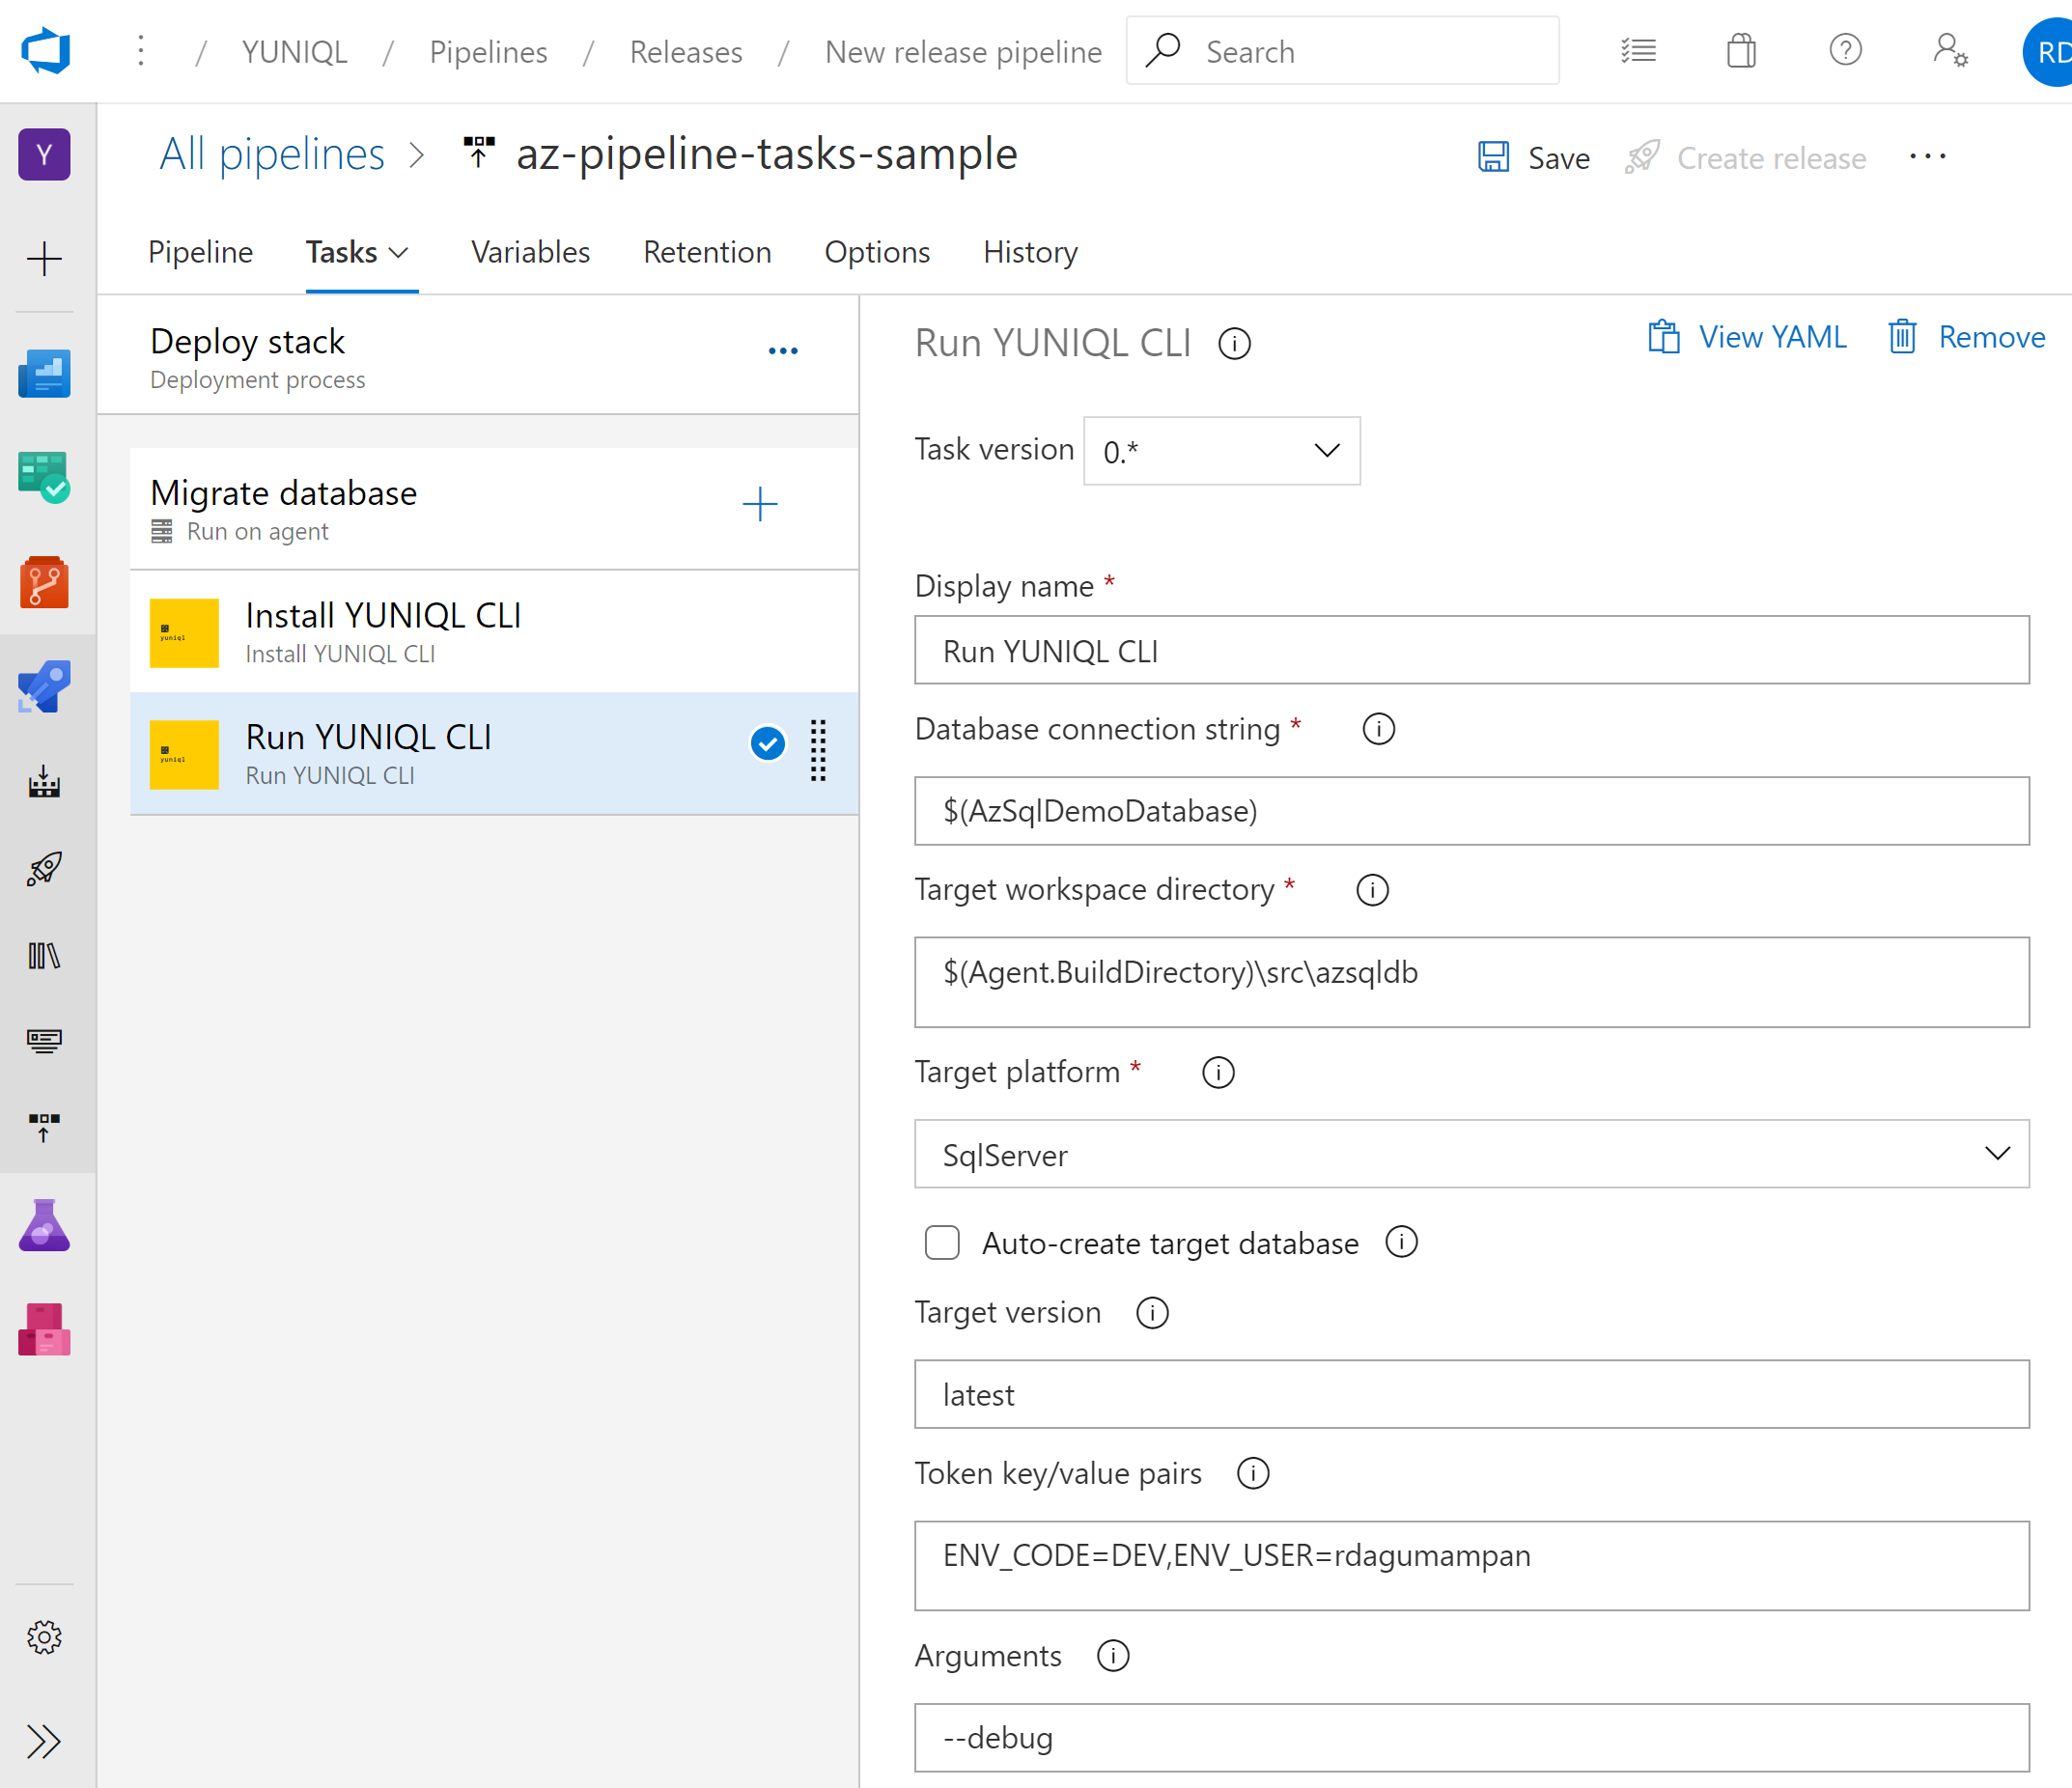 / YUNIQL / Pipelines / Releases / New release pipeline
Search
RD
Y
All pipelines > az-pipeline-tasks-sample
Save
Create release
Pipeline
Tasks
Variables
Retention
Options
History
Deploy stack
Deployment process
Migrate database
Run on agent
yuniql
Install YUNIQL CLI
Install YUNIQL CLI
yuniql
Run YUNIQL CLI
Run YUNIQL CLI
Run YUNIQL CLI
View YAML
Remove
Task version
0.*
Display name *
Run YUNIQL CLI
Database connection string *
$(AzSqlDemoDatabase)
Target workspace directory *
$(Agent.BuildDirectory)\src\azsqldb
Target platform *
SqlServer
Auto-create target database
Target version
latest
Token key/value pairs
ENV_CODE=DEV,ENV_USER=rdagumampan
Arguments
--debug